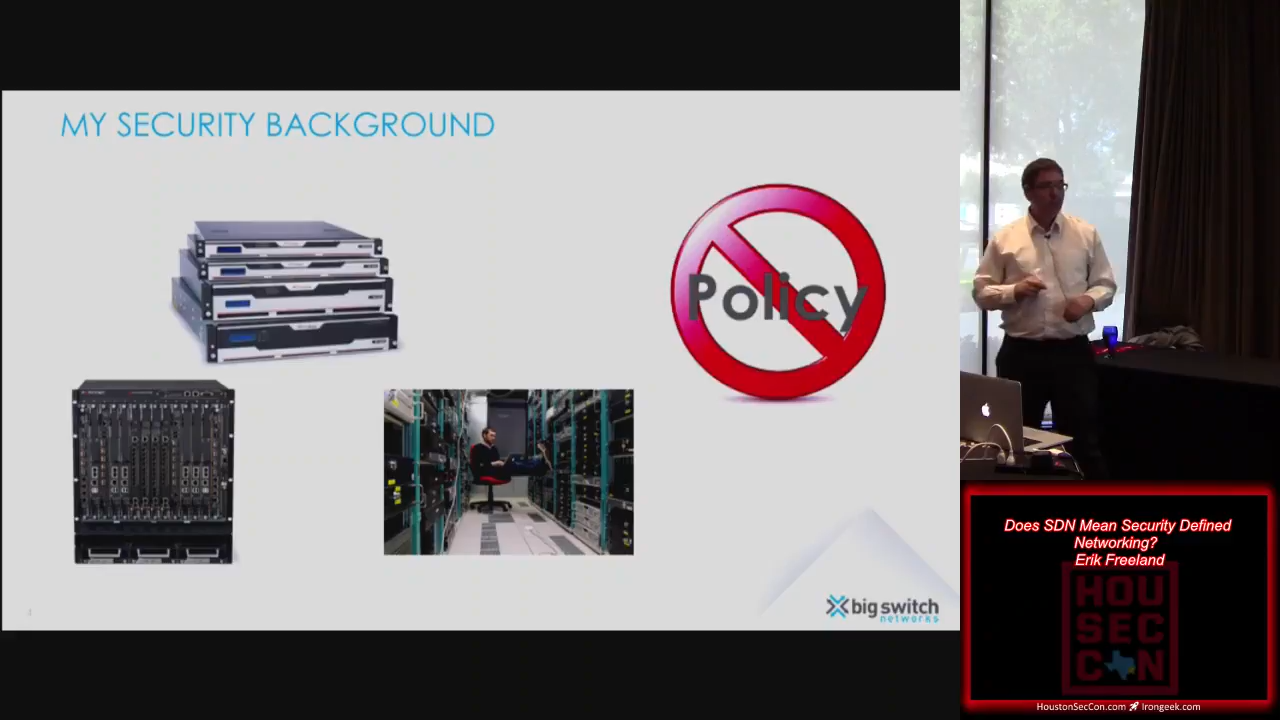 MY SECURITY BACKGROUND
Policy
big switch
networks
Does SDN Mean Security Defined
Networking?
Erik Freeland
HOU
SEC
CON
HoustonSecCon.com Irongeek.com